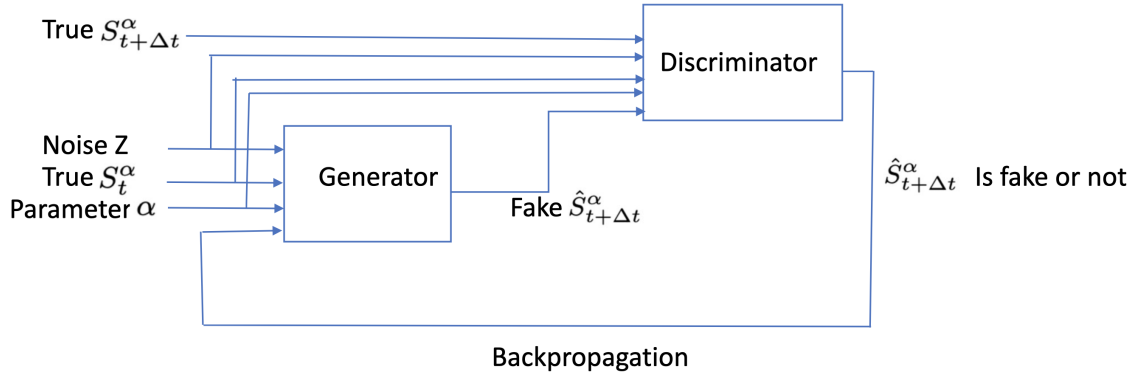 True $S^{\alpha}_{t+\Delta t}$
Discriminator
Noise Z
True $S^{\alpha}_{t}$
Parameter $\alpha$
Generator
Fake $\hat{S}^{\alpha}_{t+\Delta t}$
$\hat{S}^{\alpha}_{t+\Delta t}$ Is fake or not
Backpropagation